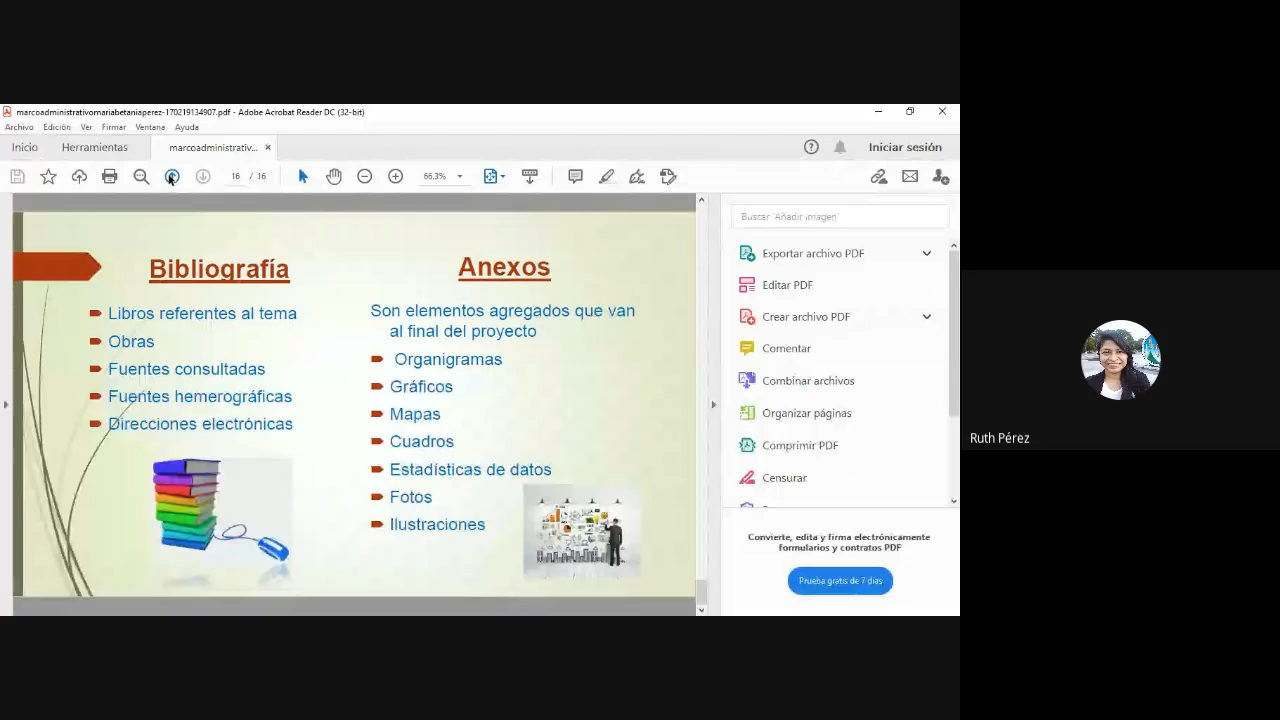 marcoadministrativomariabetaniaperez-170219134907.pdf - Adobe Acrobat Reader DC (32-bit)
Archivo Edición Ver Firmar Ventana Ayuda
Inicio Herramientas marcoadministrativ... Iniciar sesión
16 / 16 66.3%
Bibliografía
Libros referentes al tema
Obras
Fuentes consultadas
Fuentes hemerográficas
Direcciones electrónicas
Anexos
Son elementos agregados que van
al final del proyecto
Organigramas
Gráficos
Mapas
Cuadros
Estadísticas de datos
Fotos
Ilustraciones
Buscar 'Añadir imagen'
Exportar archivo PDF
Editar PDF
Crear archivo PDF
Comentar
Combinar archivos
Organizar páginas
Comprimir PDF
Censurar
Convierte, edita y firma electrónicamente
formularios y contratos PDF
Prueba gratis de 7 días
Ruth Pérez